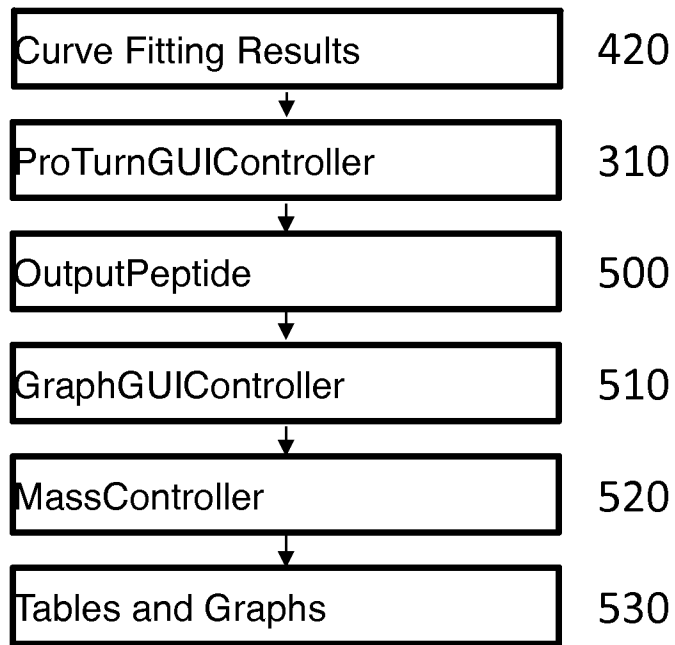 Curve Fitting Results 420
ProTurnGUIController 310
OutputPeptide 500
GraphGUIController 510
MassController 520
Tables and Graphs 530